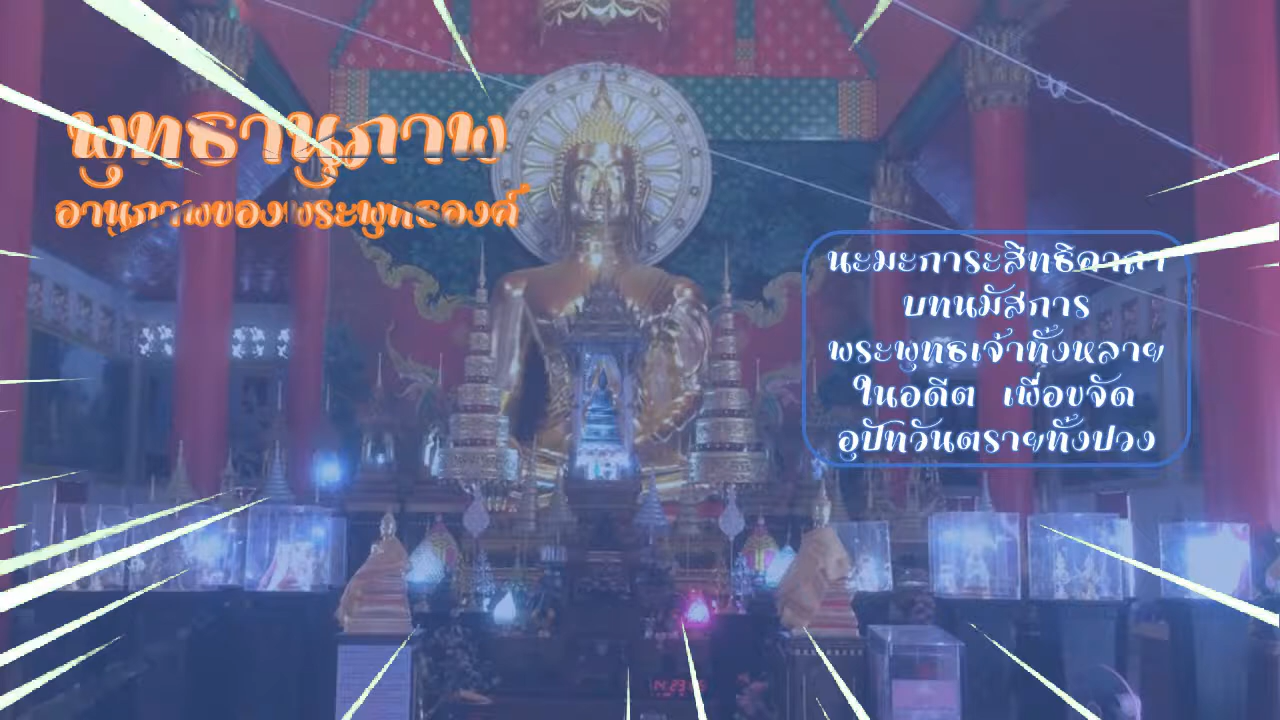 พุทธานุภาพ
อานุภาพของพระพุทธองค์
นะมะการะสิทธิคาถา
บทนมัสการ
พระพุทธเจ้าทั้งหลาย
ในอดีต เพื่อขจัด
อุปัทวันตรายทั้งปวง